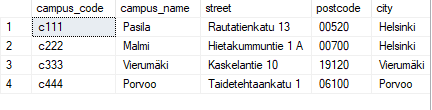 campus_code campus_name street postcode city
1 c111 Pasila Rautatienkatu 13 00520 Helsinki
2 c222 Malmi Hietakummuntie 1 A 00700 Helsinki
3 c333 Vierumäki Kaskelantie 10 19120 Vierumäki
4 c444 Porvoo Taidetehtaankatu 1 06100 Porvoo